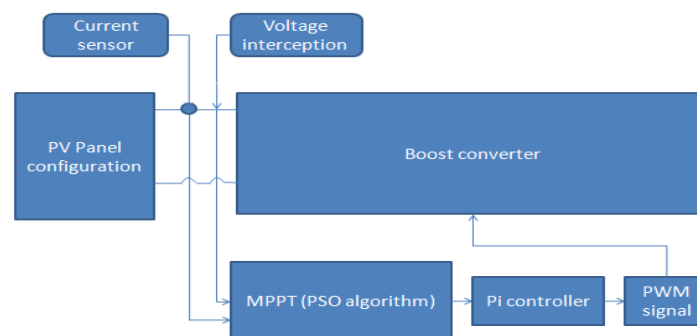 Current
sensor
Voltage
interception
PV Panel
configuration
Boost converter
MPPT (PSO algorithm)
Pi controller
PWM
signal